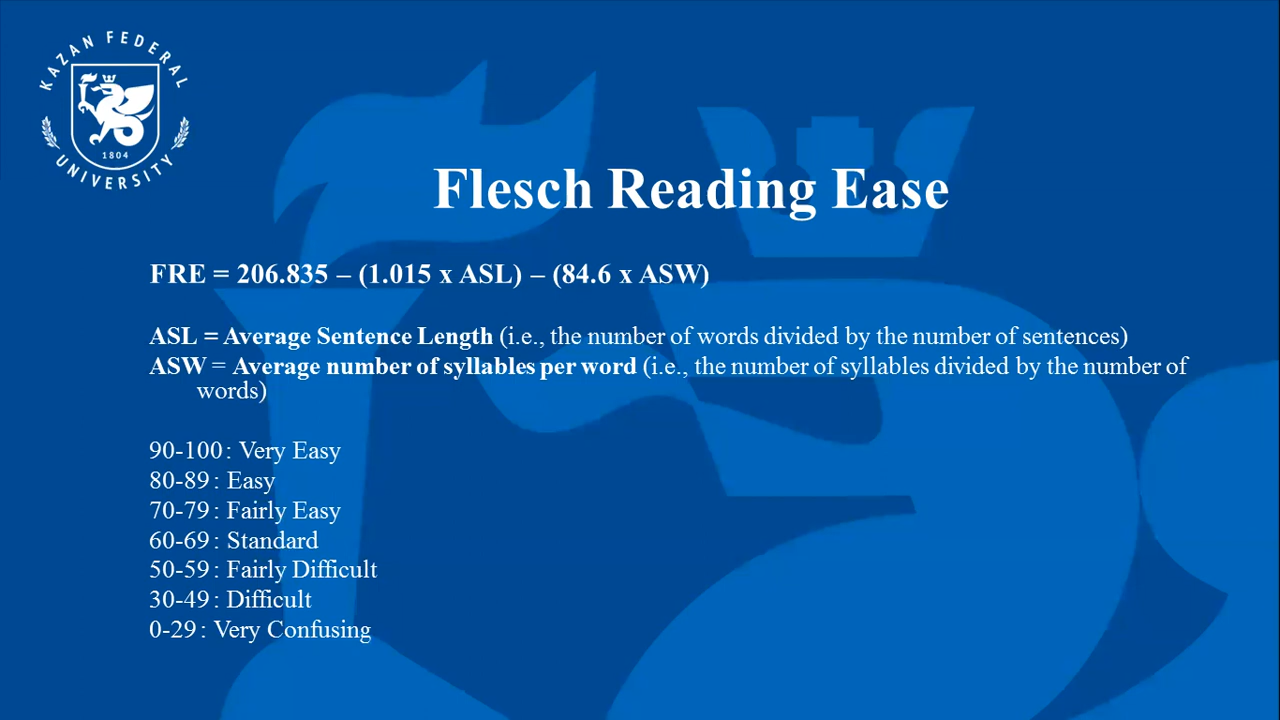 KAZAN FEDERAL
1804
UNIVERSITY
Flesch Reading Ease
FRE = 206.835 – (1.015 x ASL) – (84.6 x ASW)
ASL = Average Sentence Length (i.e., the number of words divided by the number of sentences)
ASW = Average number of syllables per word (i.e., the number of syllables divided by the number of
words)
90-100 : Very Easy
80-89 : Easy
70-79 : Fairly Easy
60-69 : Standard
50-59 : Fairly Difficult
30-49 : Difficult
0-29 : Very Confusing